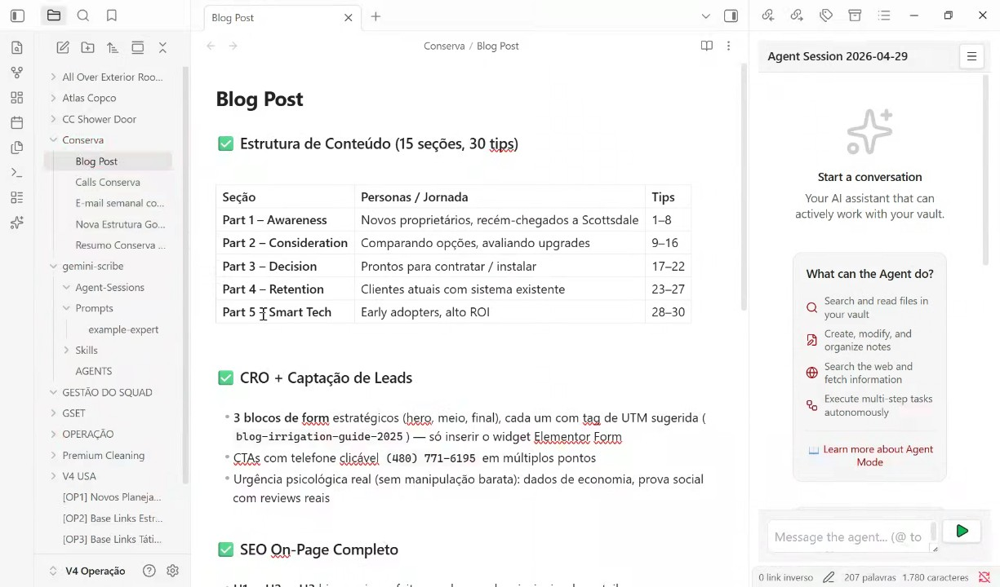 Blog Post
Agent Session 2026-04-29
Conserva / Blog Post
All Over Exterior Roo...
Atlas Copco
CC Shower Door
Conserva
Blog Post
Calls Conserva
E-mail semanal co...
Nova Estrutura Go...
Resumo Conserva ...
gemini-scribe
Agent-Sessions
Prompts
example-expert
Skills
AGENTS
GESTÃO DO SQUAD
GSET
OPERAÇÃO
Premium Cleaning
V4 USA
[OP1] Novos Planeja...
[OP2] Base Links Estr...
[OP3] Base Links Táti...
V4 Operação
Blog Post
Estrutura de Conteúdo (15 seções, 30 tips)
Seção Personas / Jornada Tips
Part 1 – Awareness Novos proprietários, recém-chegados a Scottsdale 1–8
Part 2 – Consideration Comparando opções, avaliando upgrades 9–16
Part 3 – Decision Prontos para contratar / instalar 17–22
Part 4 – Retention Clientes atuais com sistema existente 23–27
Part 5 – Smart Tech Early adopters, alto ROI 28–30
CRO + Captação de Leads
• 3 blocos de form estratégicos (hero, meio, final), cada um com tag de UTM sugerida (
blog-irrigation-guide-2025 ) — só inserir o widget Elementor Form
• CTAs com telefone clicável (480) 771-6195 em múltiplos pontos
• Urgência psicológica real (sem manipulação barata): dados de economia, prova social
com reviews reais
SEO On-Page Completo
Start a conversation
Your AI assistant that can
actively work with your vault.
What can the Agent do?
Search and read files in
your vault
Create, modify, and
organize notes
Search the web and
fetch information
Execute multi-step tasks
autonomously
Learn more about Agent
Mode
Message the agent... (@ to
0 link inverso 207 palavras 1.780 caracteres